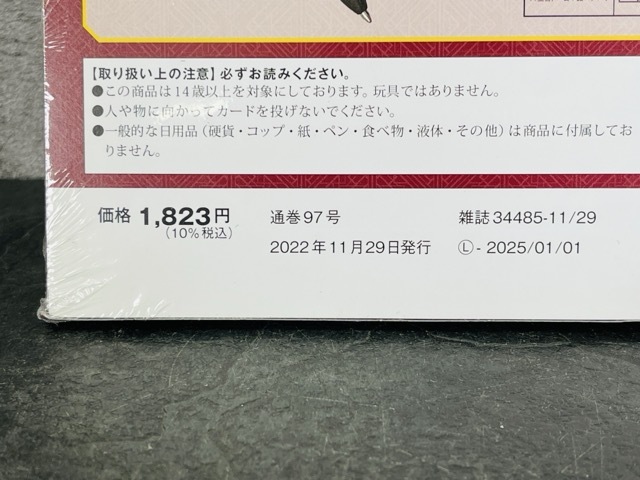 【取り扱い上の注意】必ずお読みください。
●この商品は14歳以上を対象にしております。玩具ではありません。
●人や物に向かってカードを投げないでください。
●一般的な日用品（硬貨・コップ・紙・ペン・食べ物・液体・その他）は商品に付属してお
りません。
価格 1,823円 通巻97号 雑誌34485-11/29
（10％税込） 2022年11月29日発行 Ⓛ- 2025/01/01